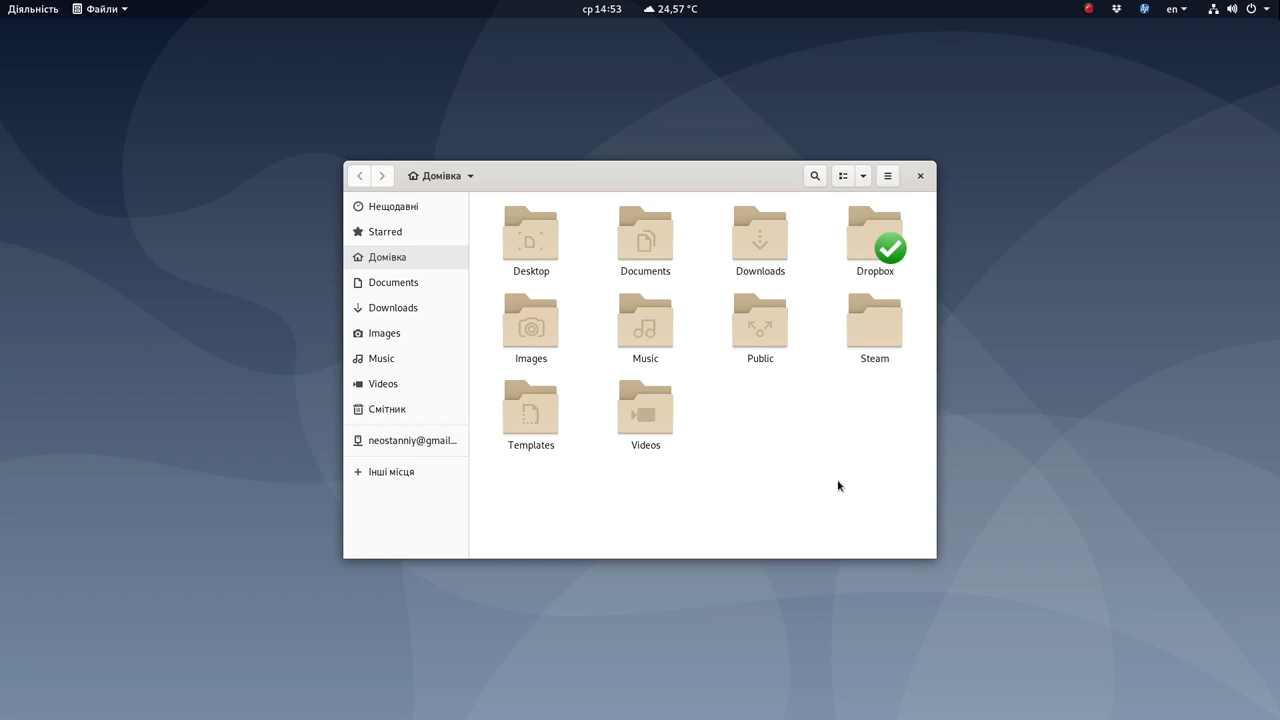 Діяльність Файли ср 14:53 24,57 °C en
Домівка
Нещодавні
Starred
Домівка
Documents
Downloads
Images
Music
Videos
Смітник
neostanniy@gmail...
Інші місця
Desktop Documents Downloads Dropbox
Images Music Public Steam
Templates Videos